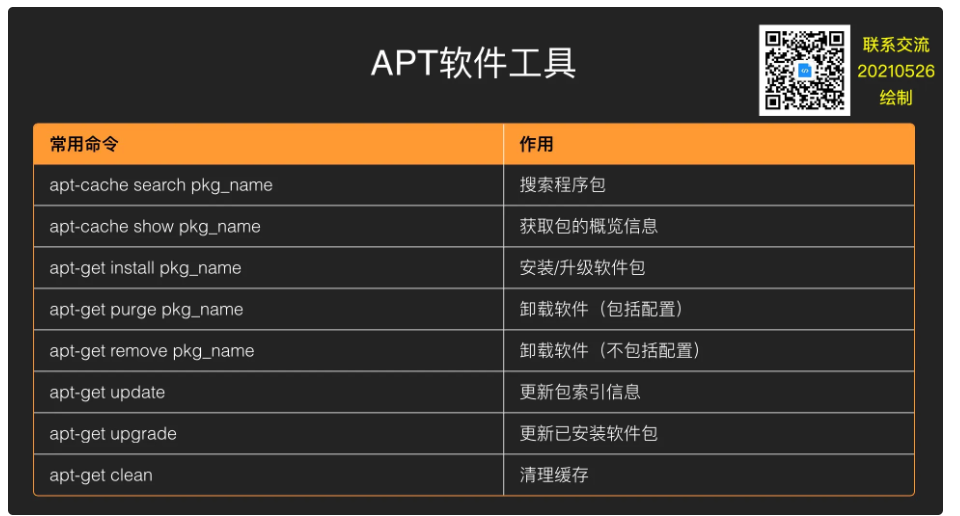 APT软件工具
联系交流
20210526
绘制
常用命令 作用
apt-cache search pkg_name 搜索程序包
apt-cache show pkg_name 获取包的概览信息
apt-get install pkg_name 安装/升级软件包
apt-get purge pkg_name 卸载软件（包括配置）
apt-get remove pkg_name 卸载软件（不包括配置）
apt-get update 更新包索引信息
apt-get upgrade 更新已安装软件包
apt-get clean 清理缓存